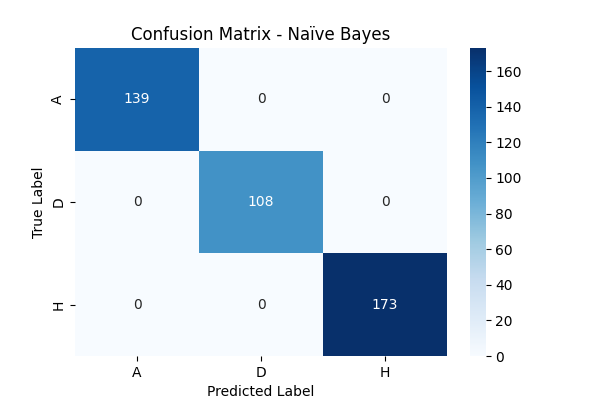 Confusion Matrix - Naïve Bayes
True Label
A
139
0
0
D
0
108
0
H
0
0
173
A
D
H
Predicted Label
160
140
120
100
80
60
40
20
0